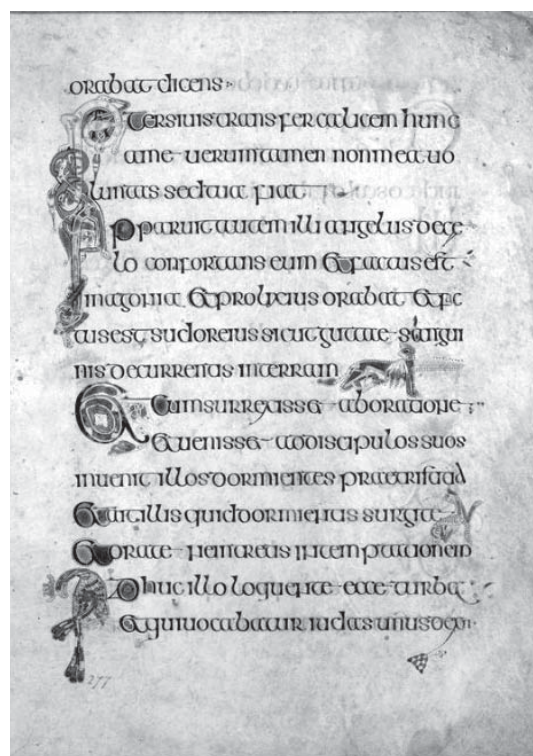 orabat dicens
Pater si uis transfer calicem hunc
a me uerumtamen non mea uo
luntas sed tua fiat
Apparuit autem illi angelus de cae
lo confortans eum et factus est
in agonia et prolixius orabat et fac
tus est sudor eius sicut gutae sangui
nis decurrentis in terram
Et cum surrexisset ab oratione
et uenisset ad discipulos suos
inuenit illos dormientes prae tristitia
Et ait illis quid dormientis surgite
et orate ne intretis in temptationem
Adhuc illo loquente ecce turba
et qui uocabatur iudas unus de xii
277